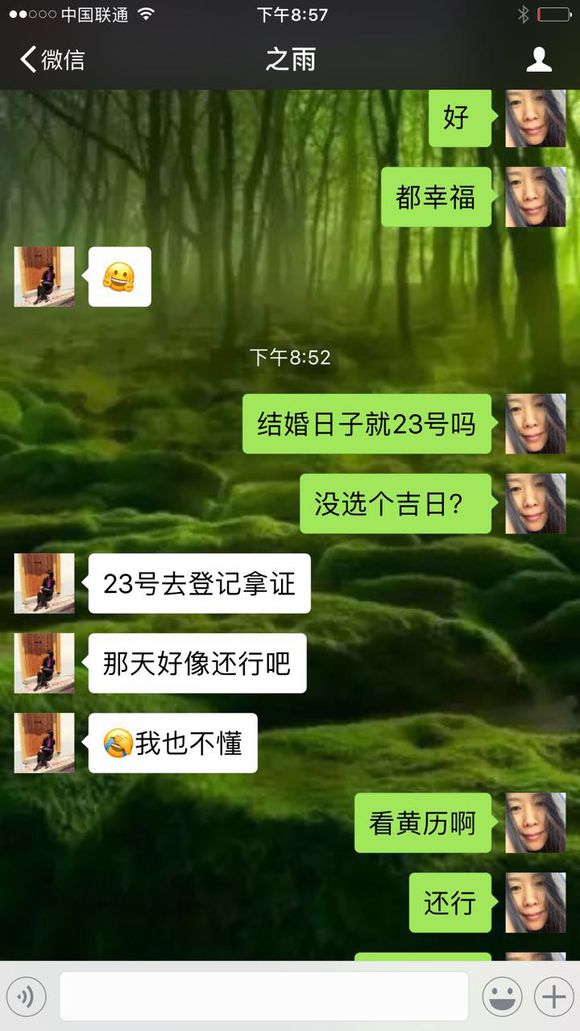 中国联通
下午8:57
微信
之雨
好
都幸福
下午8:52
结婚日子就23号吗
没选个吉日?
23号去登记拿证
那天好像还行吧
😂我也不懂
看黄历啊
还行